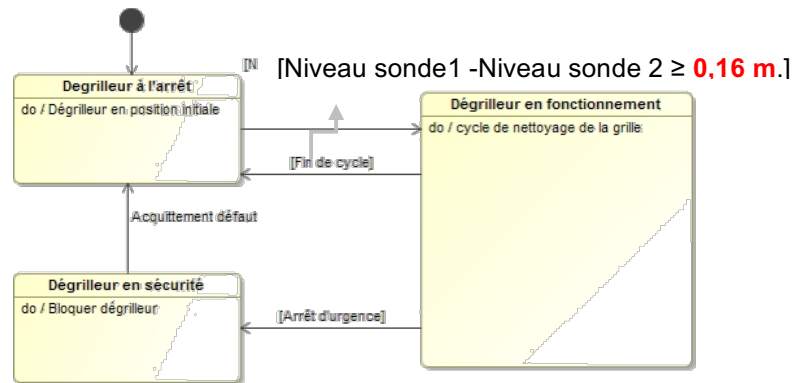 [N
[Niveau sonde1 -Niveau sonde 2 ≥ 0,16 m.]
Degrilleur à l'arrêt
do / Dégrilleur en position initiale
Dégrilleur en fonctionnement
do / cycle de nettoyage de la grille
[Fin de cycle]
Acquittement défaut
Dégrilleur en sécurité
do / Bloquer dégrilleur
[Arrêt d'urgence]